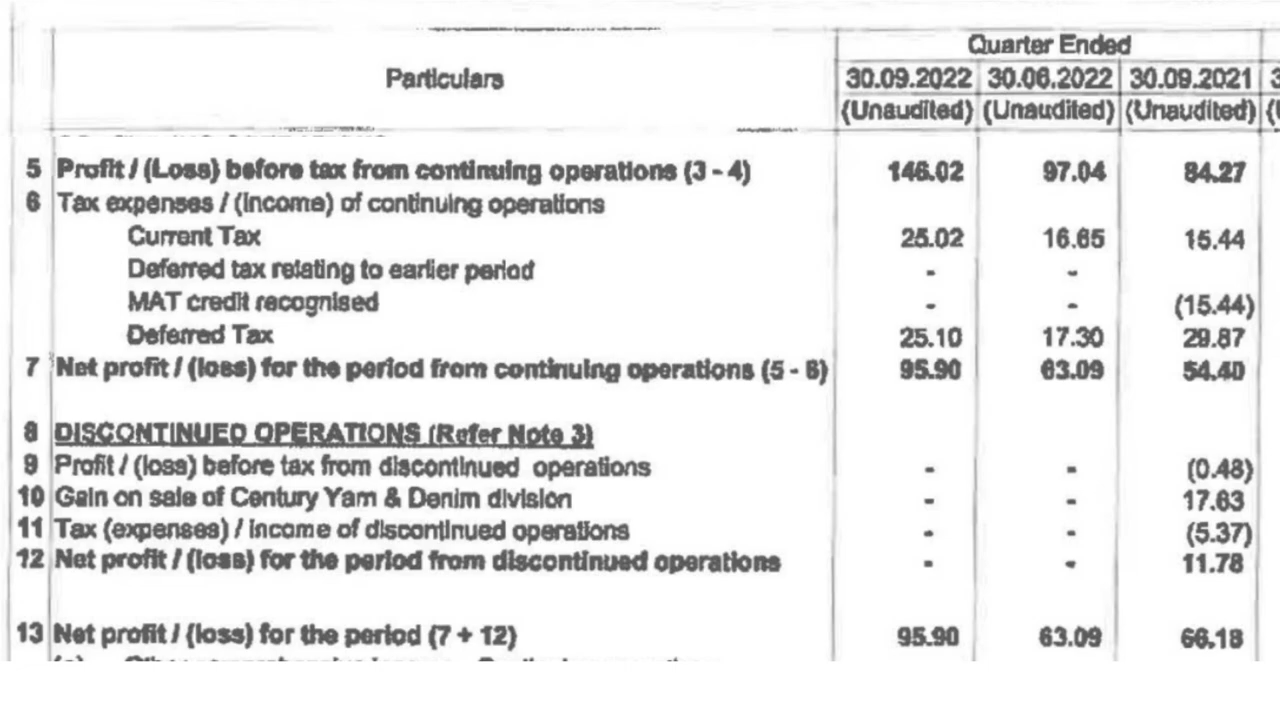 Particulars Quarter Ended
30.09.2022 30.06.2022 30.09.2021
(Unaudited) (Unaudited) (Unaudited)
5 Profit / (Loss) before tax from continuing operations (3 - 4) 146.02 97.04 84.27
6 Tax expenses / (Income) of continuing operations
Current Tax 25.02 16.65 15.44
Deferred tax relating to earlier period - -
MAT credit recognised - - (15.44)
Deferred Tax 25.10 17.30 29.87
7 Net profit / (loss) for the period from continuing operations (5 - 6) 95.90 63.09 54.40
8 DISCONTINUED OPERATIONS (Refer Note 3)
9 Profit / (loss) before tax from discontinued operations - - (0.48)
10 Gain on sale of Century Yarn & Denim division - - 17.63
11 Tax (expenses) / income of discontinued operations - - (5.37)
12 Net profit / (loss) for the period from discontinued operations - - 11.78
13 Net profit / (loss) for the period (7 + 12) 95.90 63.09 66.18